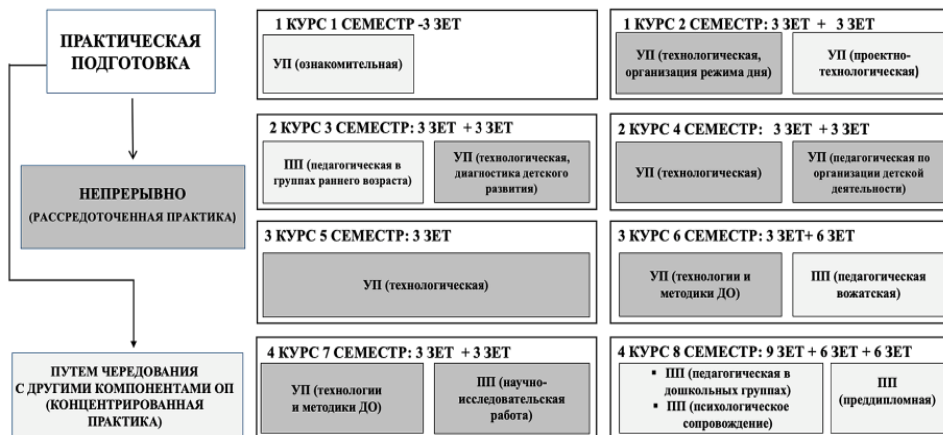 ПРАКТИЧЕСКАЯ
ПОДГОТОВКА
НЕПРЕРЫВНО
(РАССРЕДОТОЧЕННАЯ ПРАКТИКА)
ПУТЕМ ЧЕРЕДОВАНИЯ
С ДРУГИМИ КОМПОНЕНТАМИ ОП
(КОНЦЕНТРИРОВАННАЯ
ПРАКТИКА)
1 КУРС 1 СЕМЕСТР -3 ЗЕТ
УП (ознакомительная)
1 КУРС 2 СЕМЕСТР: 3 ЗЕТ + 3 ЗЕТ
УП (технологическая,
организация режима дня)
УП (проектно-
технологическая)
2 КУРС 3 СЕМЕСТР: 3 ЗЕТ + 3 ЗЕТ
ПП (педагогическая в
группах раннего возраста)
УП (технологическая,
диагностика детского
развития)
2 КУРС 4 СЕМЕСТР: 3 ЗЕТ + 3 ЗЕТ
УП (технологическая)
УП (педагогическая по
организации детской
деятельности)
3 КУРС 5 СЕМЕСТР: 3 ЗЕТ
УП (технологическая)
3 КУРС 6 СЕМЕСТР: 3 ЗЕТ+ 6 ЗЕТ
УП (технологии и
методики ДО)
ПП (педагогическая
вожатская)
4 КУРС 7 СЕМЕСТР: 3 ЗЕТ + 3 ЗЕТ
УП (технологии
и методики ДО)
ПП (научно-
исследовательская
работа)
4 КУРС 8 СЕМЕСТР: 9 ЗЕТ + 6 ЗЕТ + 6 ЗЕТ
▪ ПП (педагогическая в
дошкольных группах)
▪ ПП (психологическое
сопровождение)
ПП
(преддипломная)